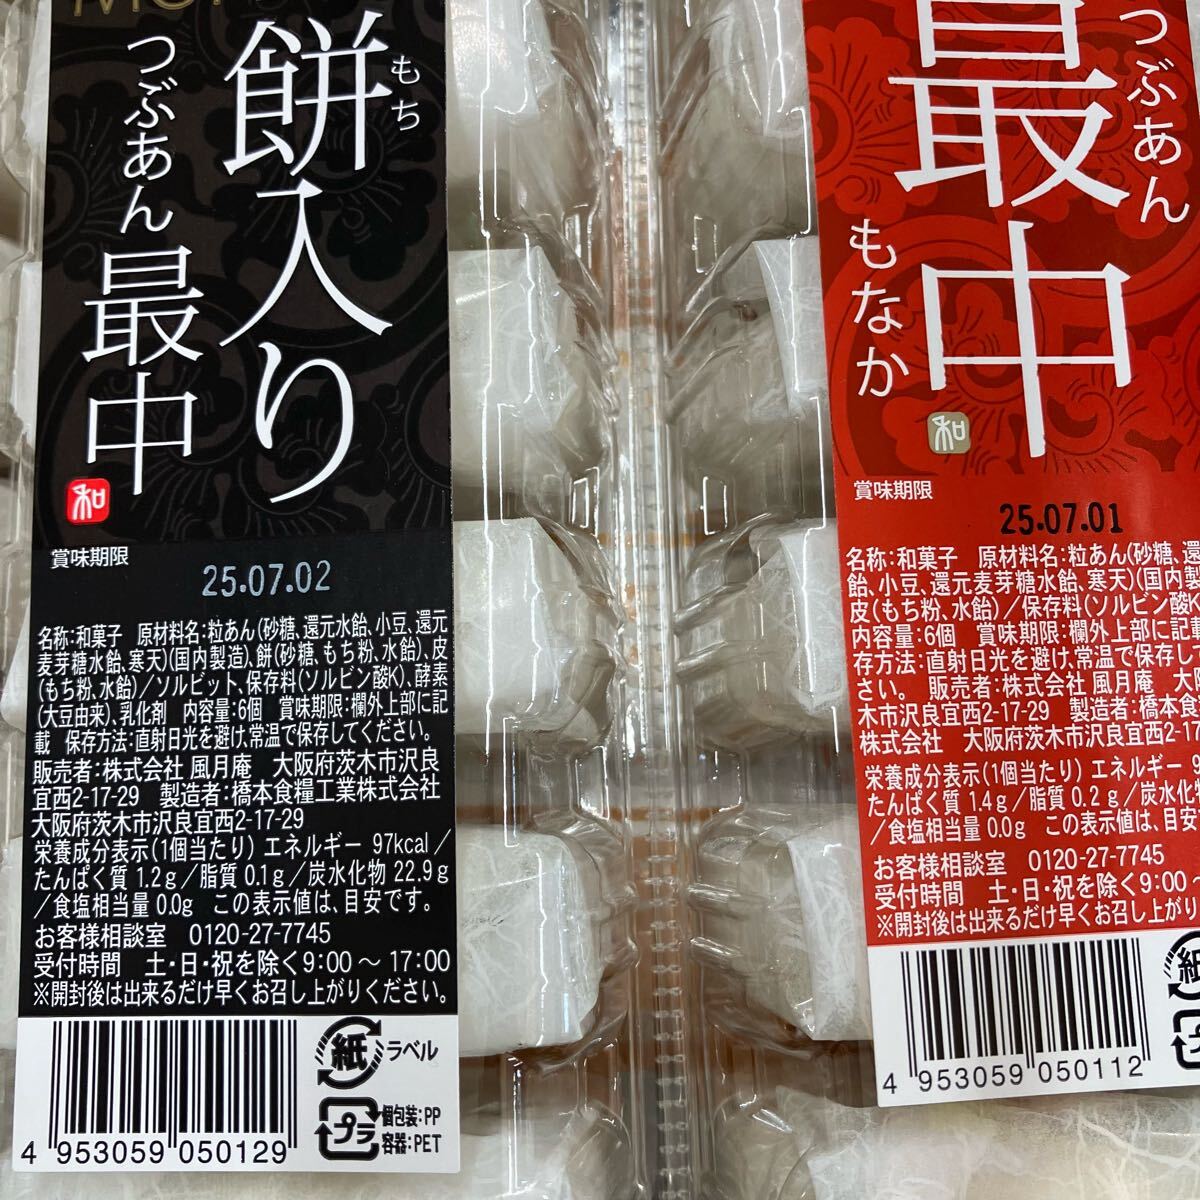 餅入り
もち
つぶあん
最中
和
賞味期限
25.07.02
名称:和菓子 原材料名:粒あん(砂糖、還元水飴、小豆、還元
麦芽糖水飴、寒天)(国内製造)、餅(砂糖、もち粉、水飴)、皮
(もち粉、水飴)/ソルビット、保存料(ソルビン酸K)、酵素
(大豆由来)、乳化剤 内容量:6個 賞味期限:欄外上部に記
載 保存方法:直射日光を避け、常温で保存してください。
販売者:株式会社 風月庵 大阪府茨木市沢良
宜西2-17-29 製造者:橋本食糧工業株式会社
大阪府茨木市沢良宜西2-17-29
栄養成分表示(1個当たり) エネルギー 97kcal/
たんぱく質 1.2g/脂質 0.1g/炭水化物 22.9g
/食塩相当量 0.0g この表示値は、目安です。
お客様相談室 0120-27-7745
受付時間 土・日・祝を除く9:00～17:00
※開封後は出来るだけ早くお召し上がりください。
紙 ラベル
プラ 個包装:PP
容器:PET
4 953059 050129
最中
つぶあん
もなか
和
賞味期限
25.07.01
名称:和菓子 原材料名:粒あん(砂糖、還
飴、小豆、還元麦芽糖水飴、寒天)(国内製
皮(もち粉、水飴)/保存料(ソルビン酸K
内容量:6個 賞味期限:欄外上部に記載
存方法:直射日光を避け、常温で保存して
さい。 販売者:株式会社 風月庵 大阪
木市沢良宜西2-17-29 製造者:橋本食
株式会社 大阪府茨木市沢良宜西2-17
栄養成分表示(1個当たり) エネルギー 9
たんぱく質 1.4g/脂質 0.2g/炭水化物
/食塩相当量 0.0g この表示値は、目安で
お客様相談室 0120-27-7745
受付時間 土・日・祝を除く9:00～
※開封後は出来るだけ早くお召し上がり
紙
4 953059 050112